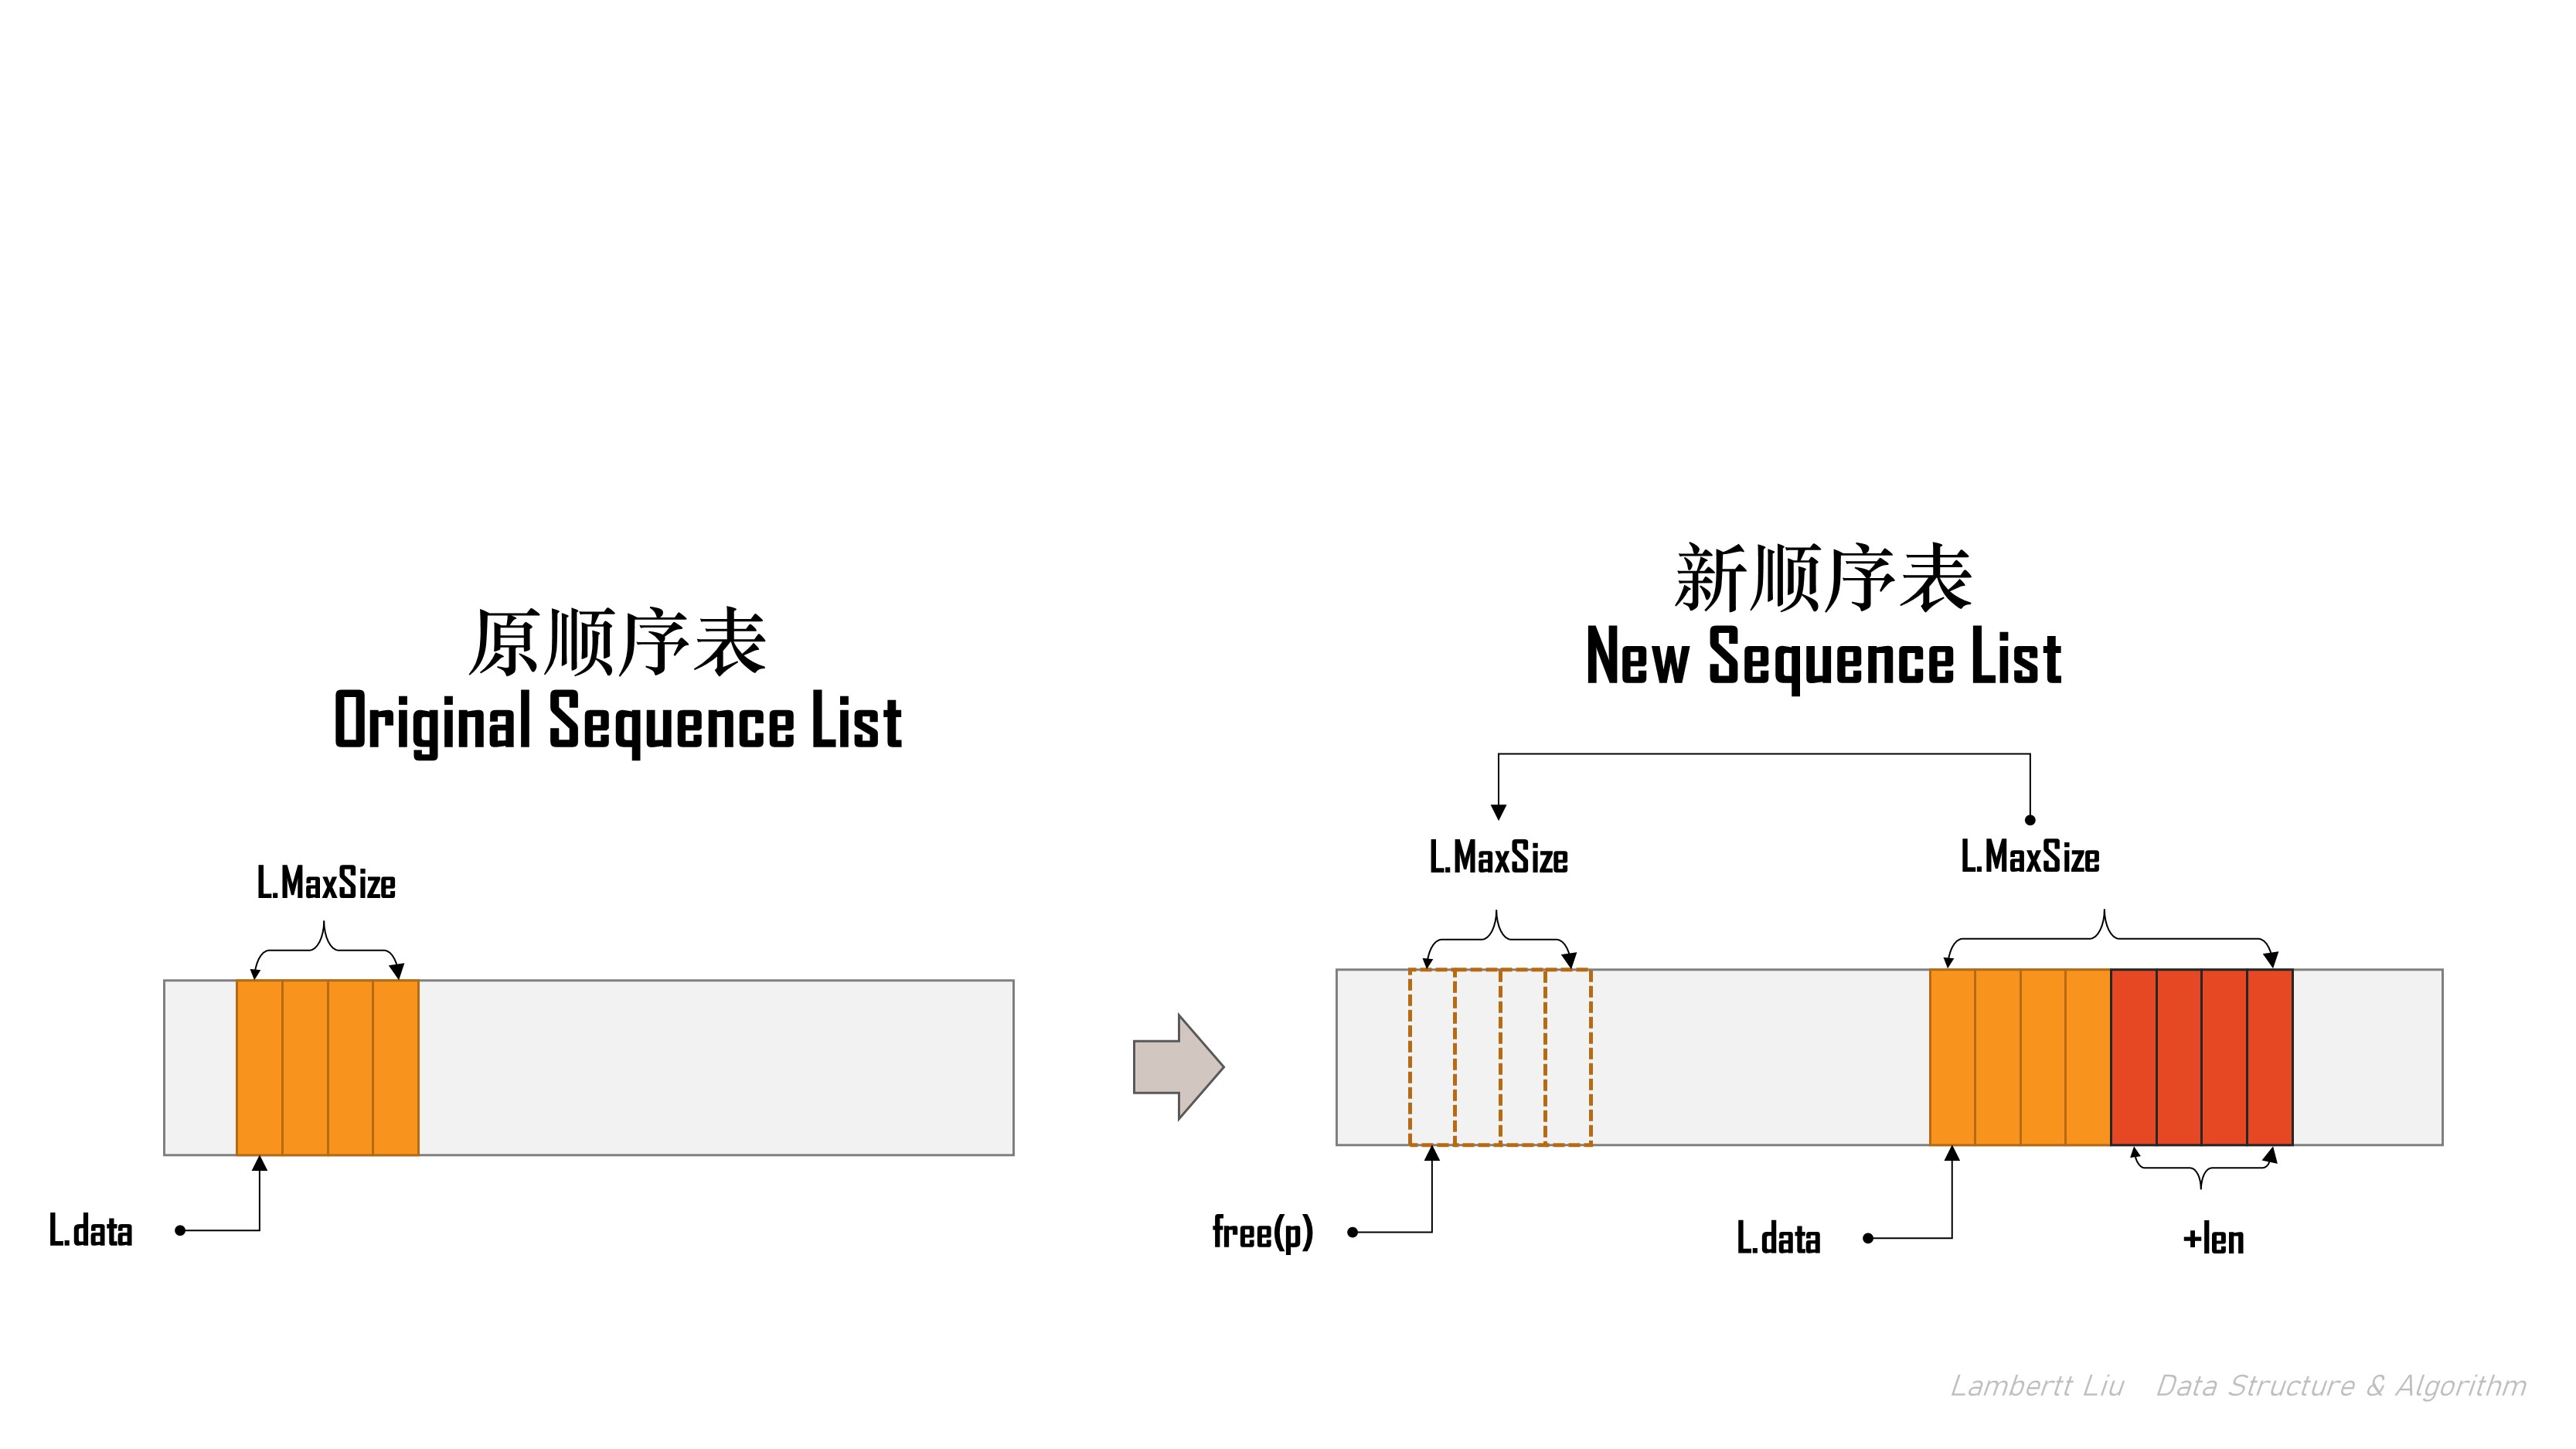 原顺序表
Original Sequence List
L.MaxSize
L.data
新顺序表
New Sequence List
L.MaxSize
L.MaxSize
free(p)
L.data
+len
Lambertt Liu Data Structure & Algorithm